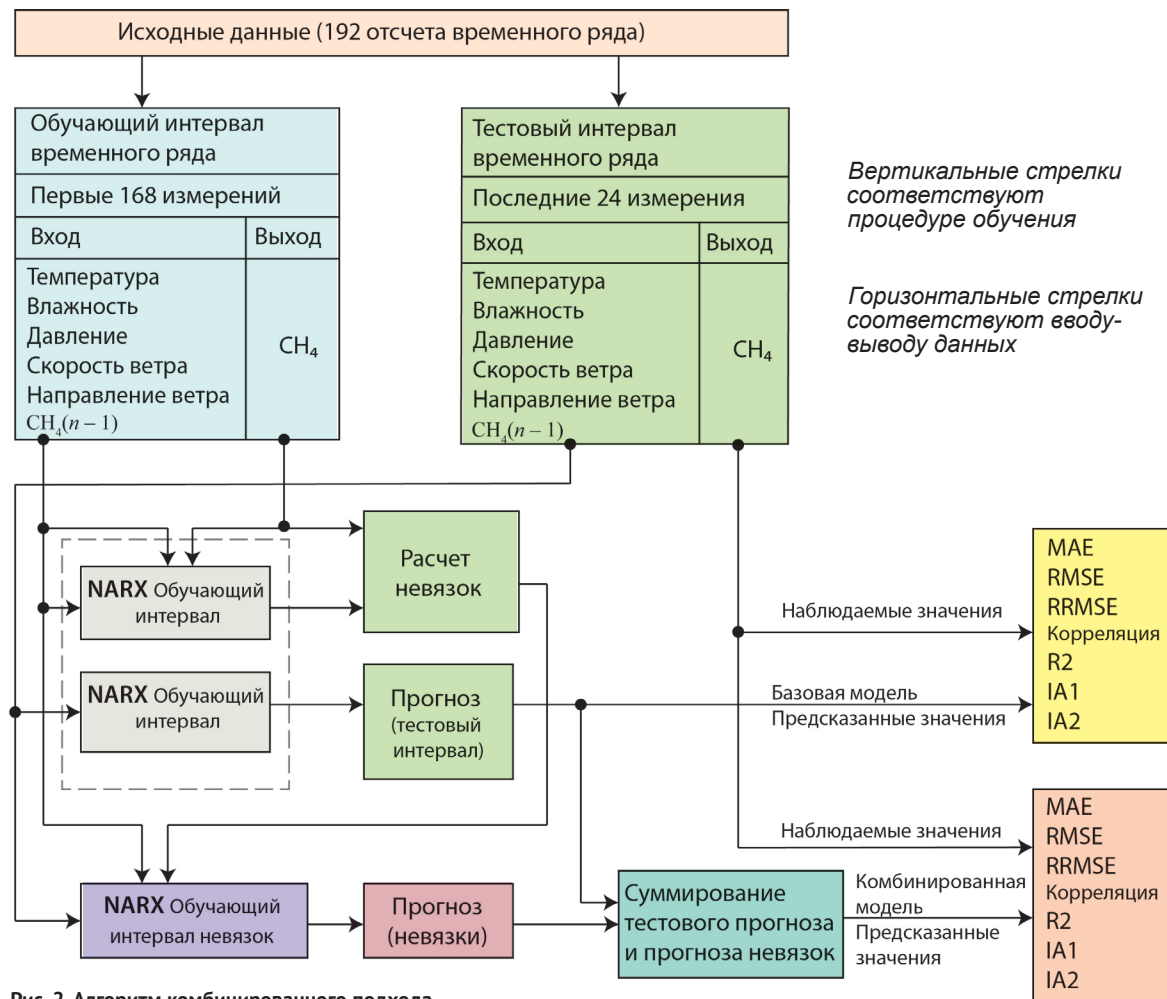 Исходные данные (192 отсчета временного ряда)
Обучающий интервал
временного ряда
Первые 168 измерений
Вход
Выход
Температура
Влажность
Давление
Скорость ветра
Направление ветра
CH₄(n – 1)
CH₄
Тестовый интервал
временного ряда
Последние 24 измерения
Вход
Выход
Температура
Влажность
Давление
Скорость ветра
Направление ветра
CH₄(n – 1)
CH₄
Вертикальные стрелки
соответствуют
процедуре обучения
Горизонтальные стрелки
соответствуют вводу-
выводу данных
NARX Обучающий
интервал
Расчет
невязок
NARX Обучающий
интервал
Прогноз
(тестовый
интервал)
Наблюдаемые значения
Базовая модель
Предсказанные значения
MAE
RMSE
RRMSE
Корреляция
R2
IA1
IA2
NARX Обучающий
интервал невязок
Прогноз
(невязки)
Суммирование
тестового прогноза
и прогноза невязок
Наблюдаемые значения
Комбинированная
модель
Предсказанные
значения
MAE
RMSE
RRMSE
Корреляция
R2
IA1
IA2
Рис. 2. Алгоритм комбинированного подхода